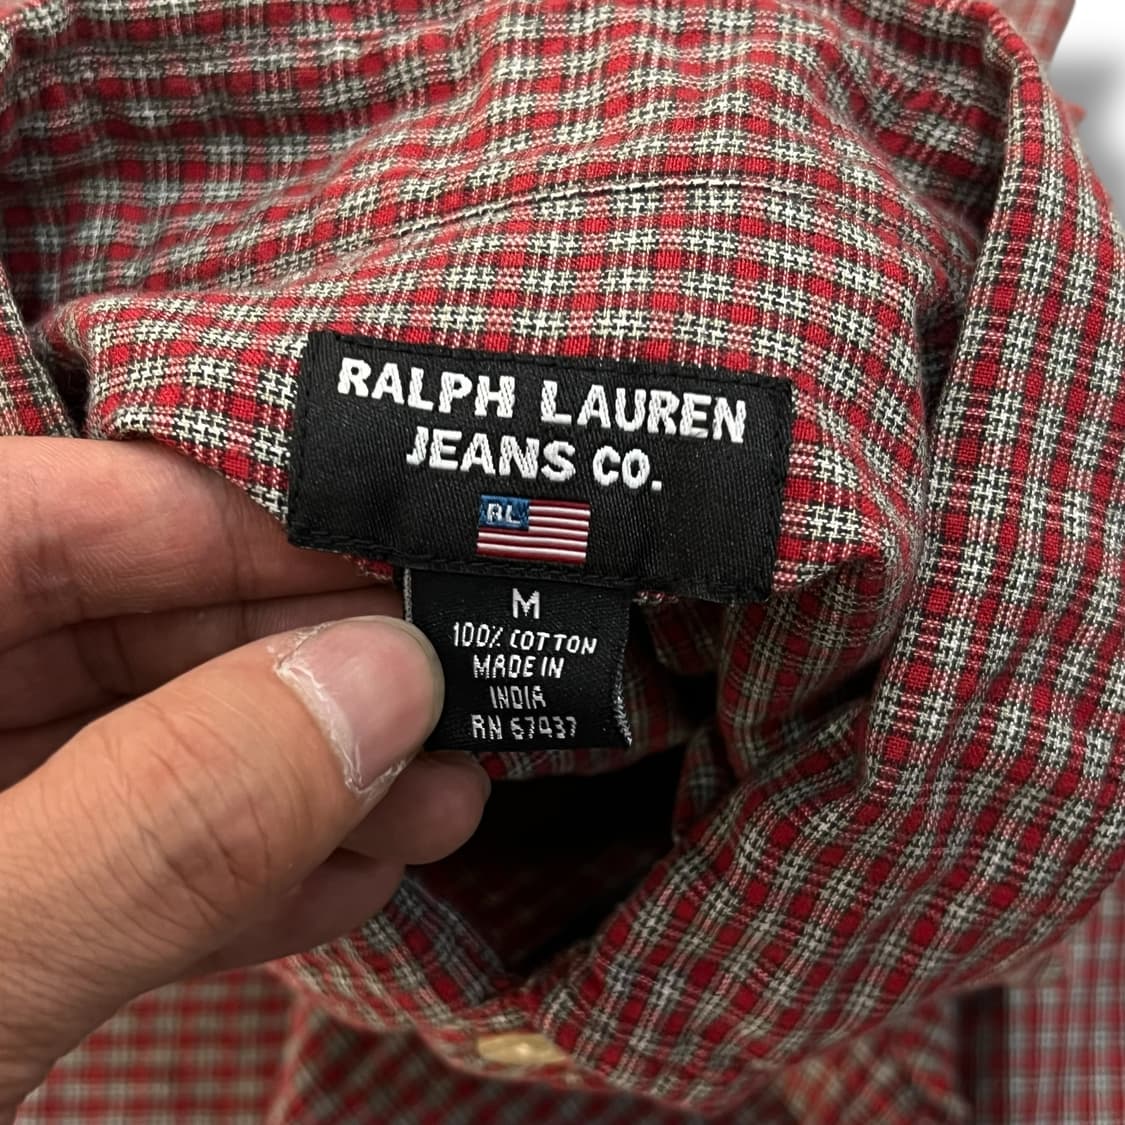 RALPH LAUREN
JEANS CO.
RL
M
100% COTTON
MADE IN
INDIA
RN 67937